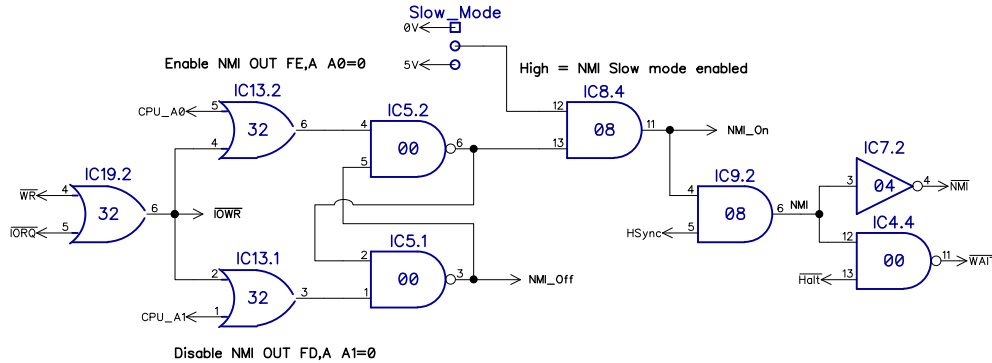 Slow_Mode
0V
5V
Enable NMI OUT FE,A A0=0
High = NMI Slow mode enabled
IC13.2
CPU_A0
5
4
32
6
IC5.2
4
5
00
6
IC8.4
12
13
08
11
NMI_On
IC19.2
WR
4
IORQ
5
32
6
IOWR
IC7.2
3
04
4
NMI
IC9.2
4
HSync
5
08
6
NMI
IC4.4
12
Halt
13
00
11
WAIT
IC13.1
2
CPU_A1
1
32
3
IC5.1
2
1
00
3
NMI_Off
Disable NMI OUT FD,A A1=0